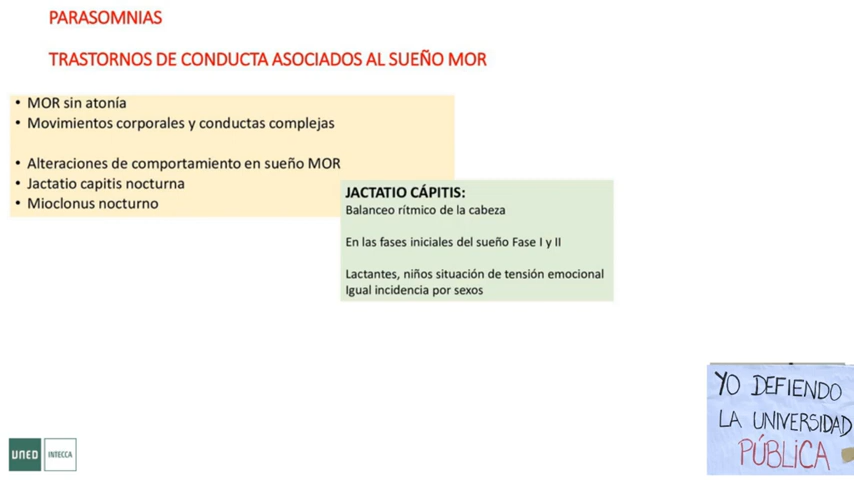 PARASOMNIAS
TRASTORNOS DE CONDUCTA ASOCIADOS AL SUEÑO MOR
• MOR sin atonía
• Movimientos corporales y conductas complejas
• Alteraciones de comportamiento en sueño MOR
• Jactatio capitis nocturna
• Mioclonus nocturno
JACTATIO CÁPITIS:
Balanceo rítmico de la cabeza
En las fases iniciales del sueño Fase I y II
Lactantes, niños situación de tensión emocional
Igual incidencia por sexos
YO DEFIENDO
LA UNIVERSIDAD
PÚBLICA
UNED INTECCA